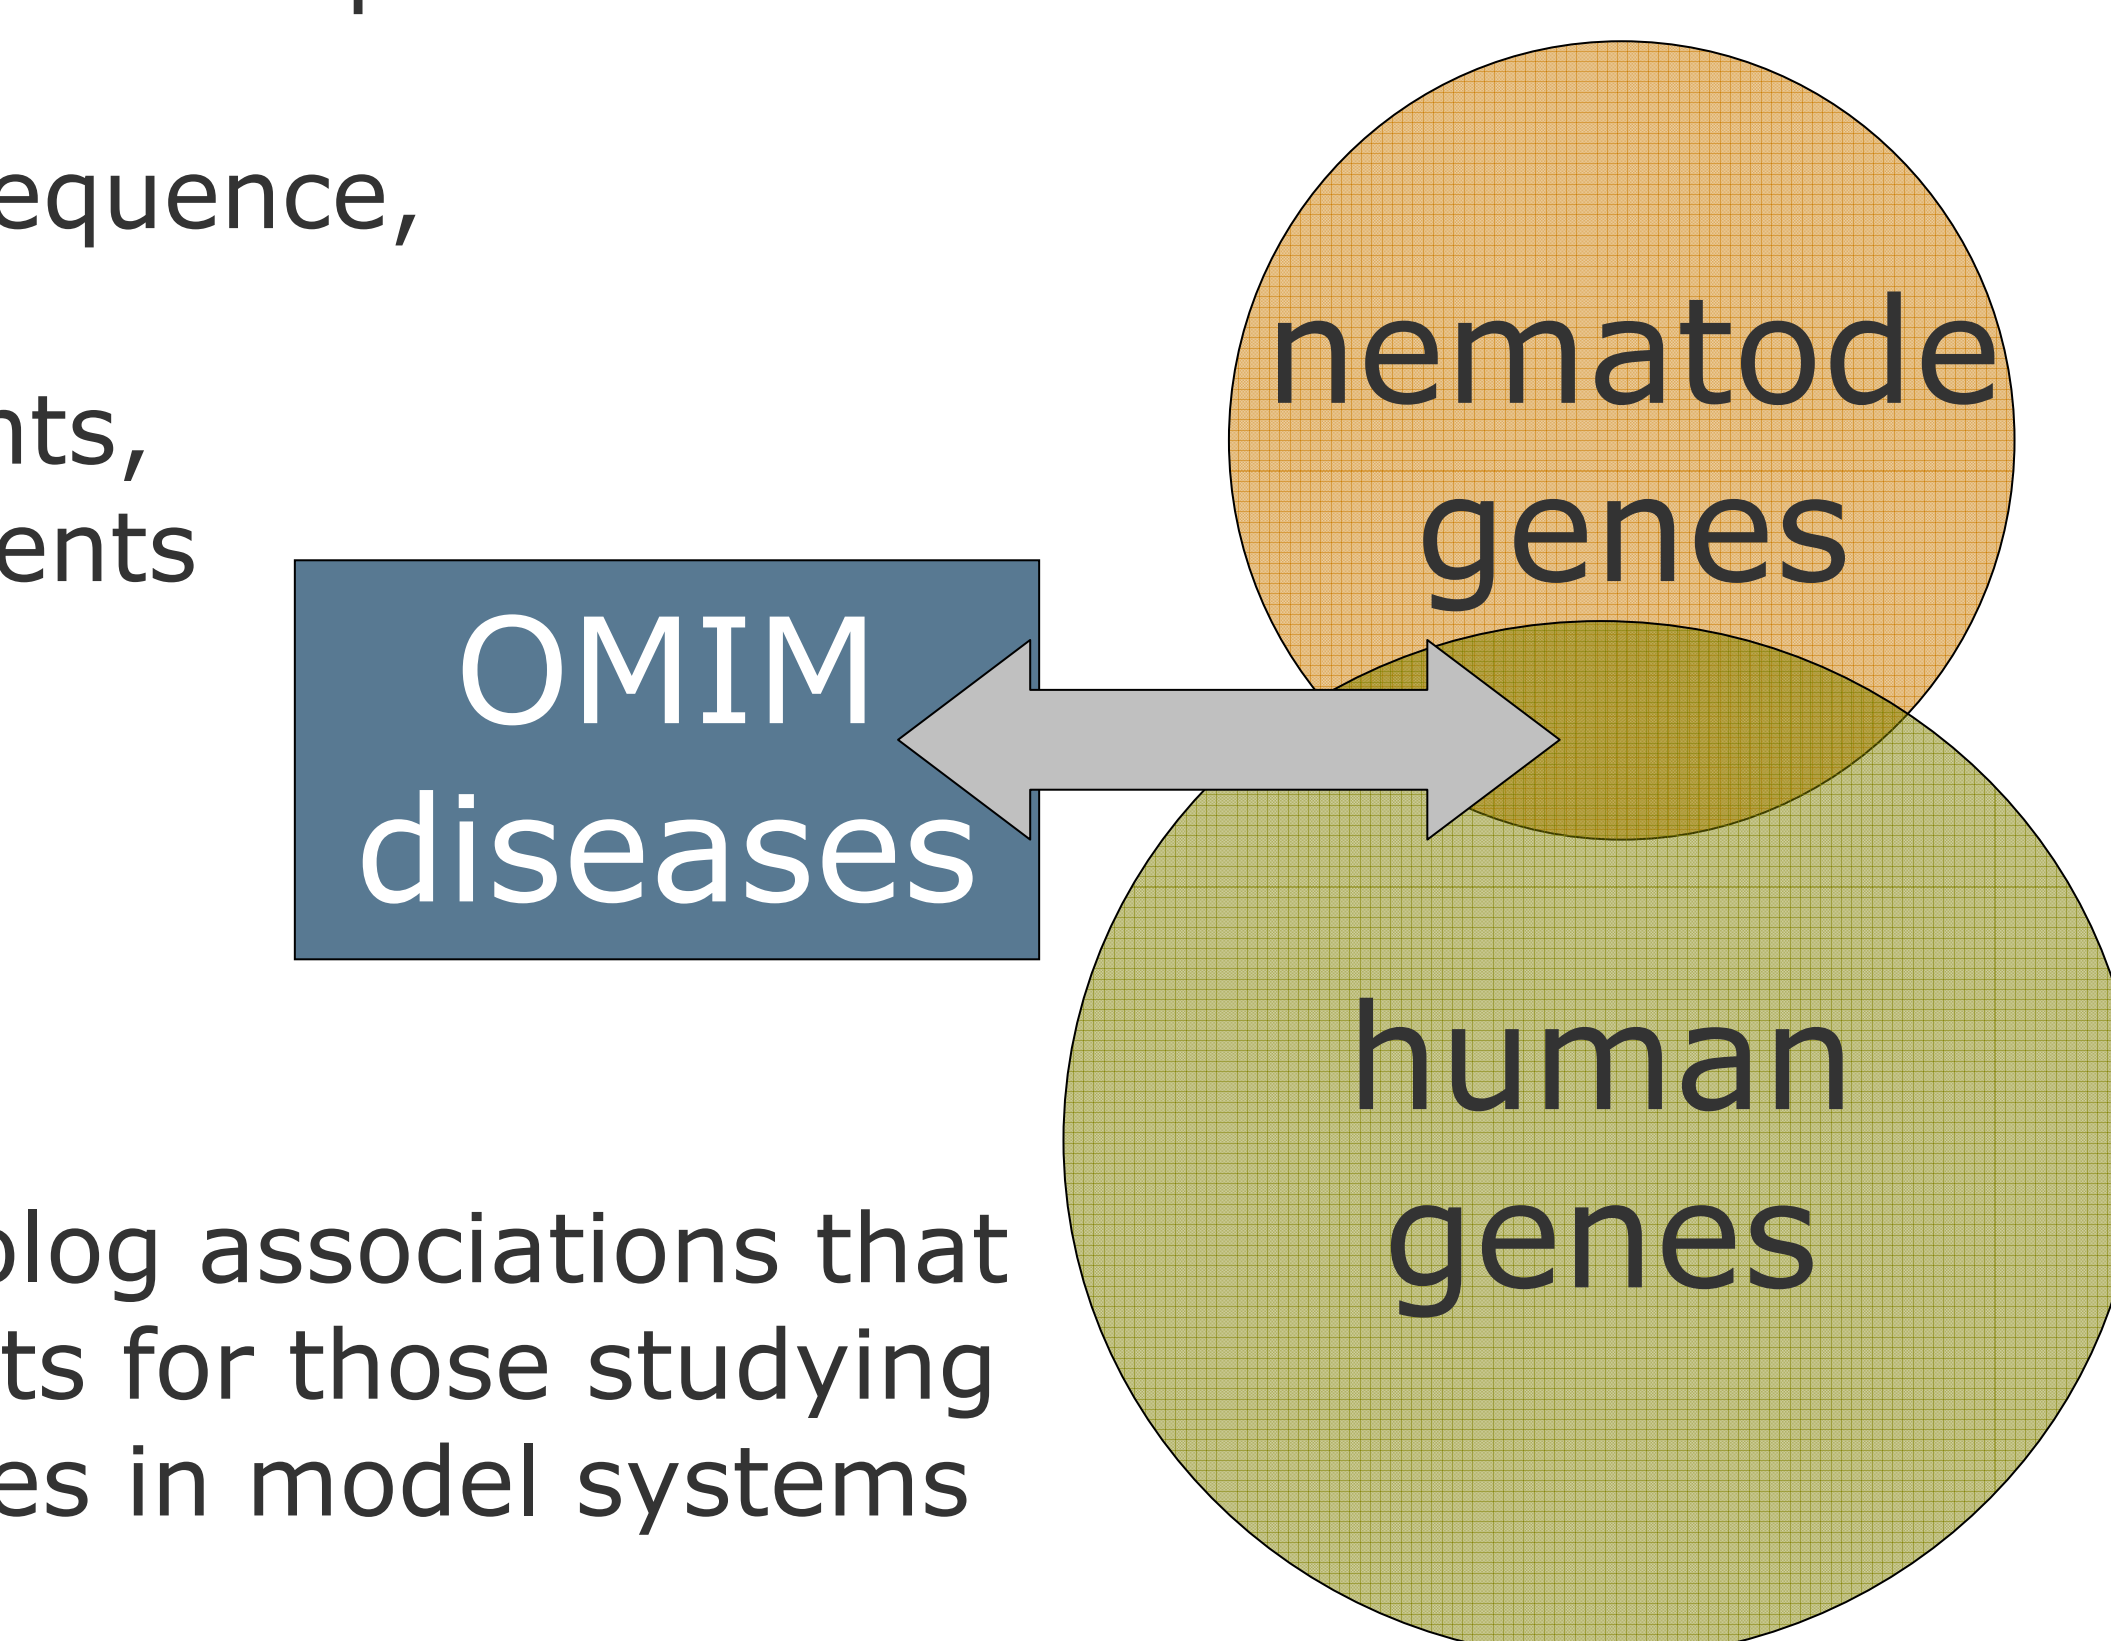 equence,
nts,
ents
OMIM
diseases
nematode
genes
human
genes
olog associations that
ts for those studying
es in model systems